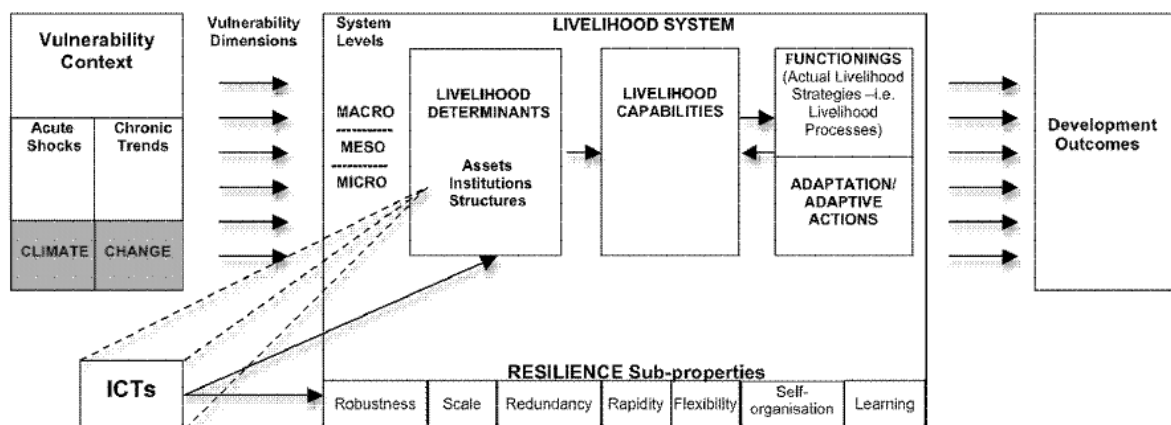 Vulnerability
Context
Acute
Shocks
Chronic
Trends
CLIMATE
CHANGE
Vulnerability
Dimensions
System
Levels
LIVELIHOOD SYSTEM
MACRO
MESO
MICRO
LIVELIHOOD
DETERMINANTS
Assets
Institutions
Structures
LIVELIHOOD
CAPABILITIES
FUNCTIONINGS
(Actual Livelihood
Strategies –i.e.
Livelihood
Processes)
ADAPTATION/
ADAPTIVE
ACTIONS
Development
Outcomes
ICTs
RESILIENCE Sub-properties
Robustness
Scale
Redundancy
Rapidity
Flexibility
Self-
organisation
Learning